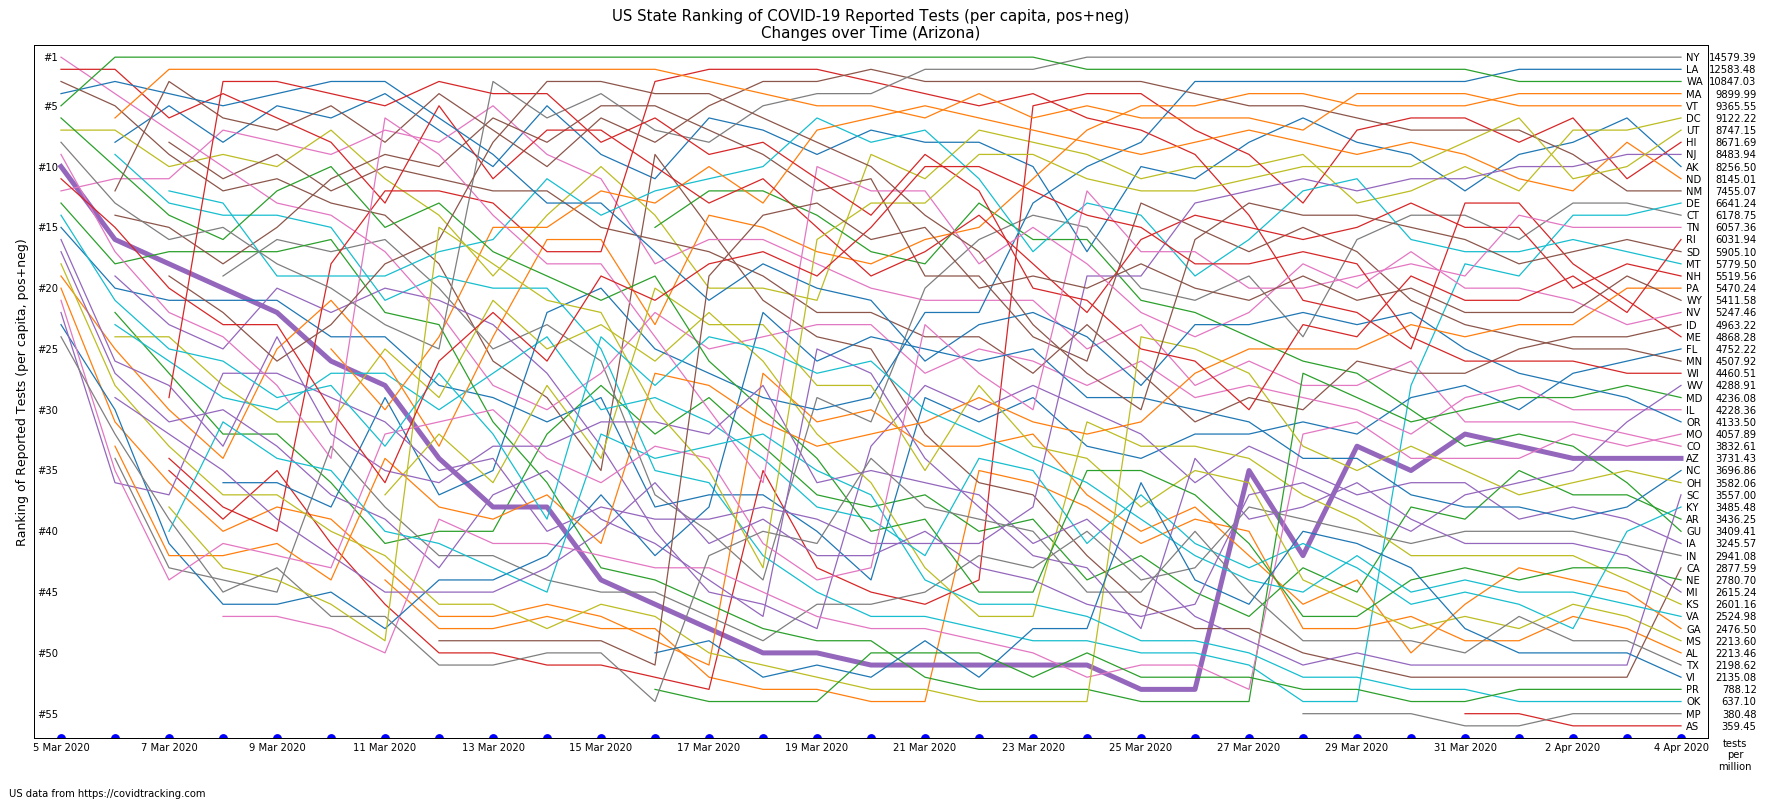 US State Ranking of COVID-19 Reported Tests (per capita, pos+neg)
Changes over Time (Arizona)
Ranking of Reported Tests (per capita, pos+neg)
#1
#5
#10
#15
#20
#25
#30
#35
#40
#45
#50
#55
NY 14579.39
LA 12583.48
WA 10847.03
MA 9899.99
VT 9365.55
DC 9122.22
UT 8747.15
HI 8671.69
NJ 8483.94
AK 8256.50
ND 8145.01
NM 7455.07
DE 6641.24
CT 6178.75
TN 6057.36
RI 6031.94
SD 5905.10
MT 5779.50
NH 5519.56
PA 5470.24
WY 5411.58
NV 5247.46
ID 4963.22
ME 4868.28
FL 4752.22
MN 4507.92
WI 4460.51
WV 4288.91
MD 4236.08
IL 4228.36
OR 4133.50
MO 4057.89
CO 3832.61
AZ 3731.43
NC 3696.86
OH 3582.06
SC 3557.00
KY 3485.48
AR 3436.25
GU 3409.41
IA 3245.57
IN 2941.08
CA 2877.59
NE 2780.70
MI 2615.24
KS 2601.16
VA 2524.98
GA 2476.50
MS 2213.60
AL 2213.46
TX 2198.62
VI 2135.08
PR 788.12
OK 637.10
MP 380.48
AS 359.45
5 Mar 2020 7 Mar 2020 9 Mar 2020 11 Mar 2020 13 Mar 2020 15 Mar 2020 17 Mar 2020 19 Mar 2020 21 Mar 2020 23 Mar 2020 25 Mar 2020 27 Mar 2020 29 Mar 2020 31 Mar 2020 2 Apr 2020 4 Apr 2020
tests
per
million
US data from https://covidtracking.com